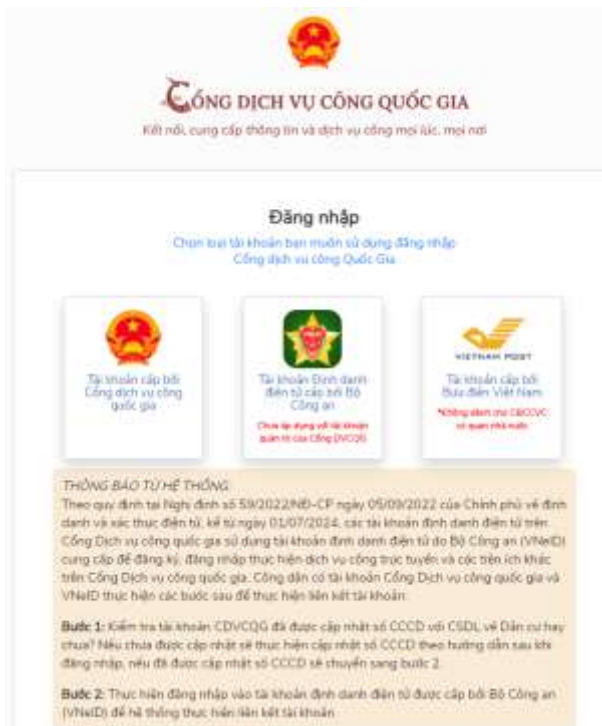 CỔNG DỊCH VỤ CÔNG QUỐC GIA
Kết nối, cung cấp thông tin và dịch vụ công mọi lúc, mọi nơi
Đăng nhập
Chọn loại tài khoản bạn muốn sử dụng đăng nhập
Cổng dịch vụ công Quốc Gia
Tài khoản cấp bởi
Cổng dịch vụ công
quốc gia
Tài khoản Định danh
điện tử cấp bởi Bộ
Công an
Chưa áp dụng với tài khoản
quản trị của Cổng DVCQG
VIETNAM POST
Tài khoản cấp bởi
Bưu điện Việt Nam
*Không dành cho CBCCVC
cơ quan nhà nước
THÔNG BÁO TỪ HỆ THỐNG
Theo quy định tại Nghị định số 59/2022/NĐ-CP ngày 05/09/2022 của Chính phủ về định
danh và xác thực điện tử, kể từ ngày 01/07/2024, các tài khoản định danh điện tử trên
Cổng Dịch vụ công quốc gia sử dụng tài khoản định danh điện tử do Bộ Công an (VNeID)
cung cấp để đăng ký, đăng nhập thực hiện dịch vụ công trực tuyến và các tiện ích khác
trên Cổng Dịch vụ công quốc gia. Công dân có tài khoản Cổng Dịch vụ công quốc gia và
VNeID thực hiện các bước sau để thực hiện liên kết tài khoản:
Bước 1: Kiểm tra tài khoản CDVCQG đã được cập nhật số CCCD với CSDL về Dân cư hay
chưa? Nếu chưa được cập nhật sẽ thực hiện cập nhật số CCCD theo hướng dẫn sau khi
đăng nhập, nếu đã được cập nhật số CCCD sẽ chuyển sang bước 2.
Bước 2: Thực hiện đăng nhập vào tài khoản định danh điện tử được cấp bởi Bộ Công an
(VNeID) để hệ thống thực hiện liên kết tài khoản